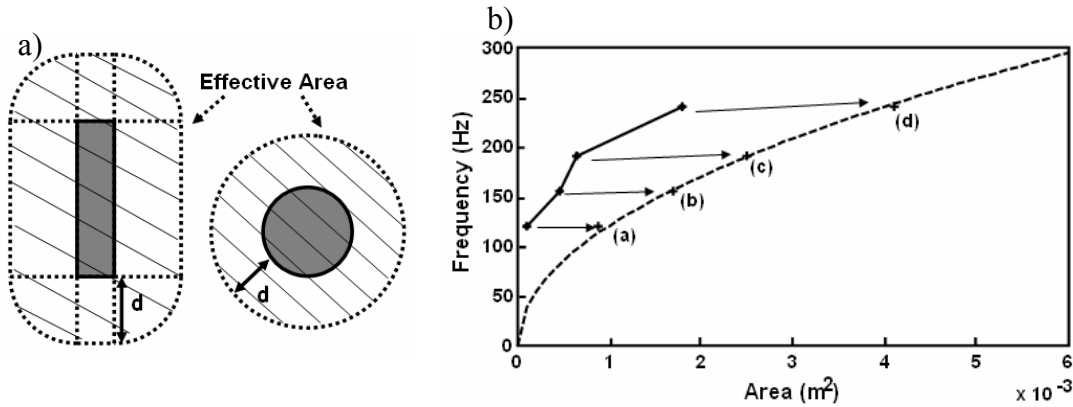 a)
Effective Area
d
d
b)
Frequency (Hz)
300
250
200
150
100
50
0
(a)
(b)
(c)
(d)
0 1 2 3 4 5 6
Area (m²)
x 10⁻³